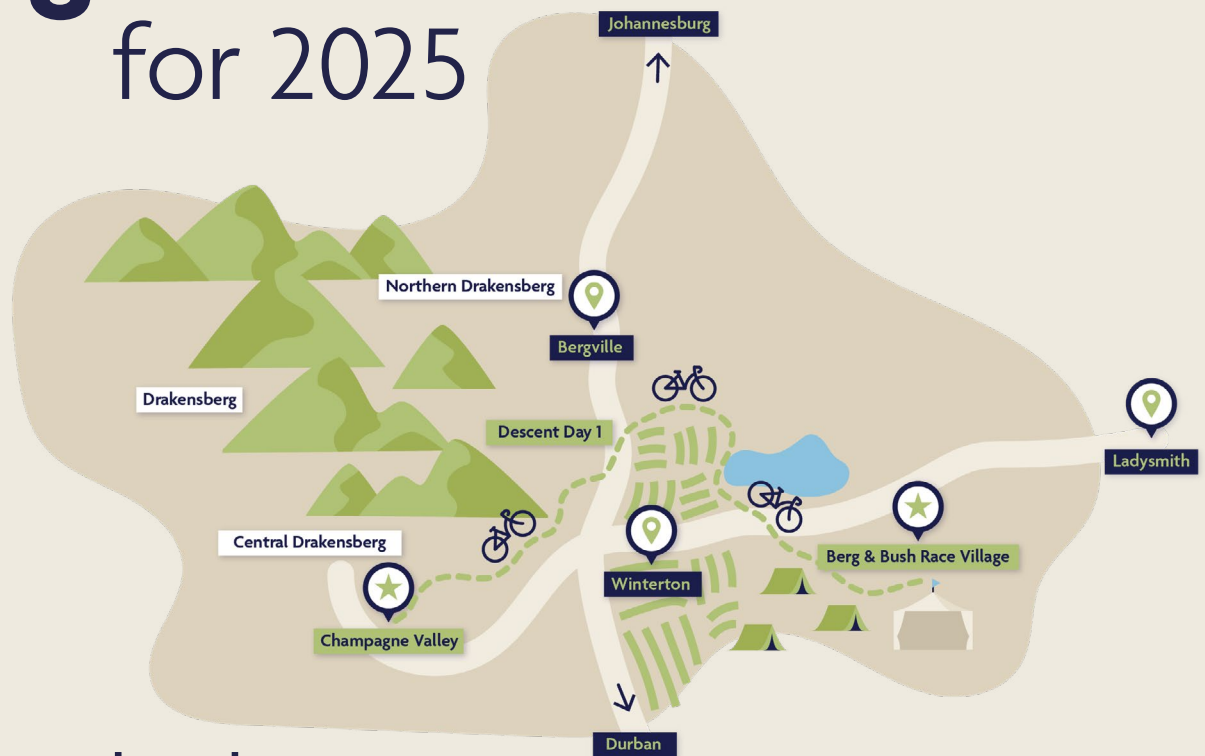 for 2025
Johannesburg
Northern Drakensberg
Bergville
Drakensberg
Descent Day 1
Ladysmith
Central Drakensberg
Winterton
Berg & Bush Race Village
Champagne Valley
Durban